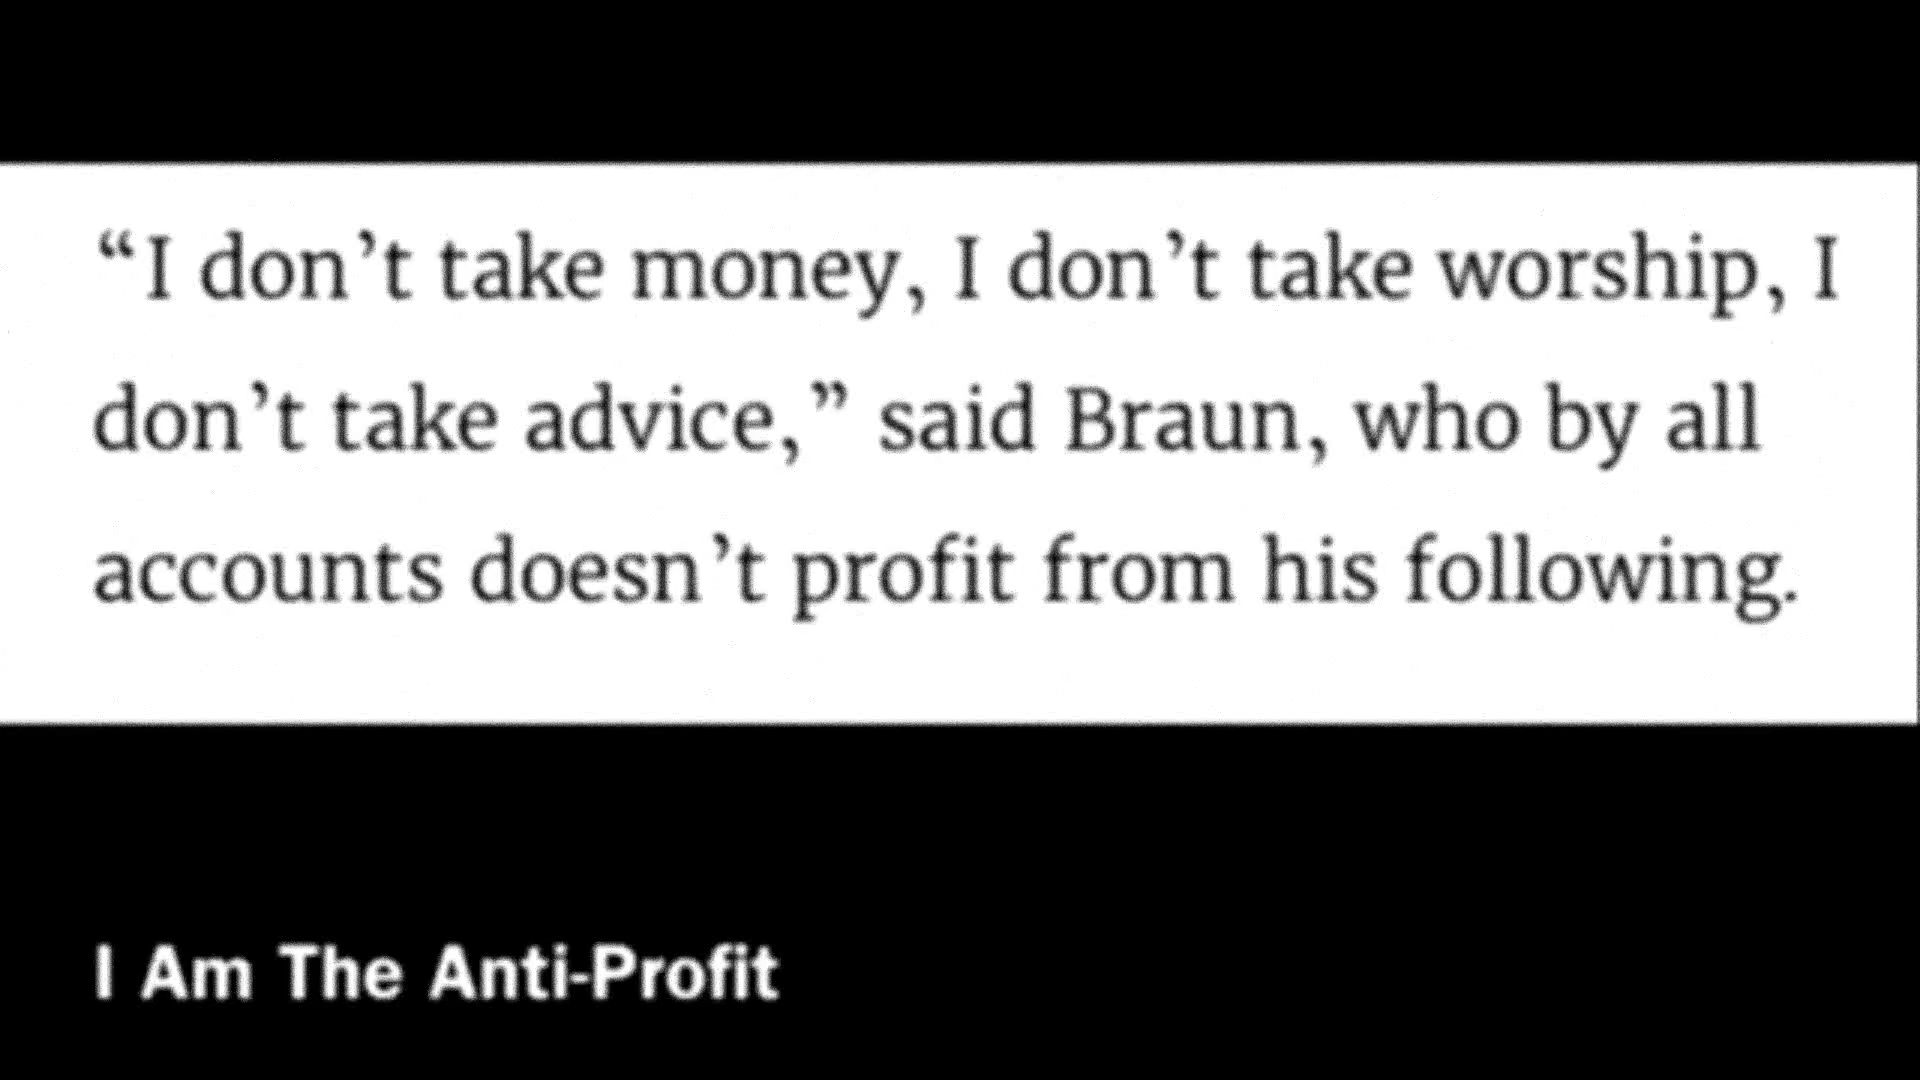 “I don’t take money, I don’t take worship, I
don’t take advice,” said Braun, who by all
accounts doesn’t profit from his following.
I Am The Anti-Profit